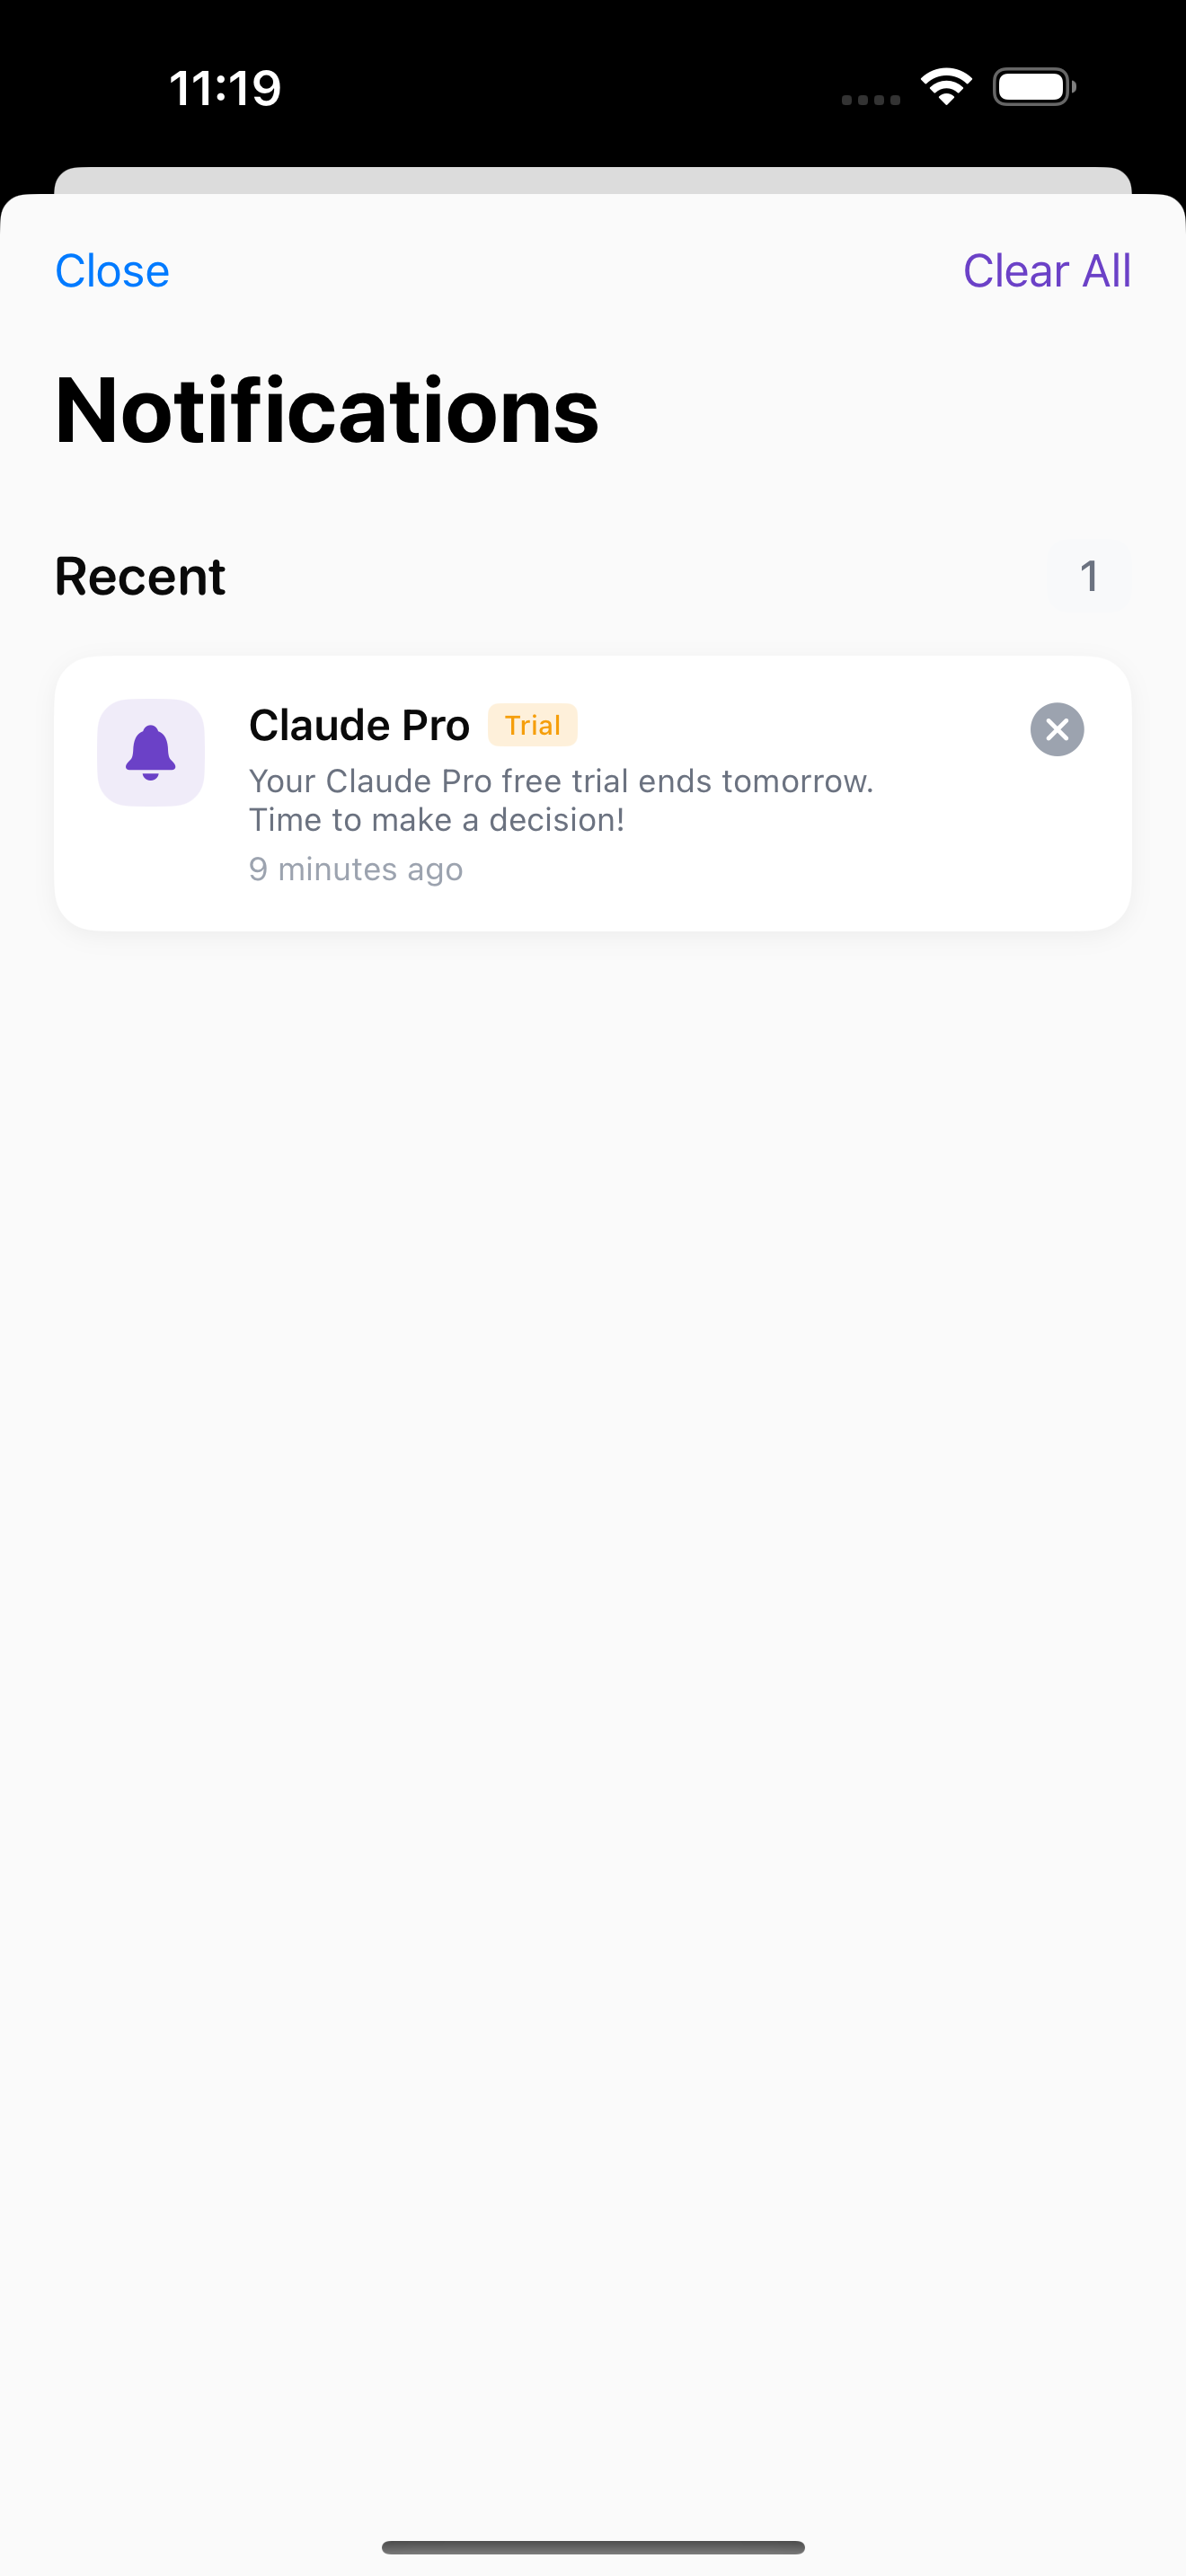 11:19
Close
Clear All
Notifications
Recent
1
Claude Pro
Trial
Your Claude Pro free trial ends tomorrow.
Time to make a decision!
9 minutes ago